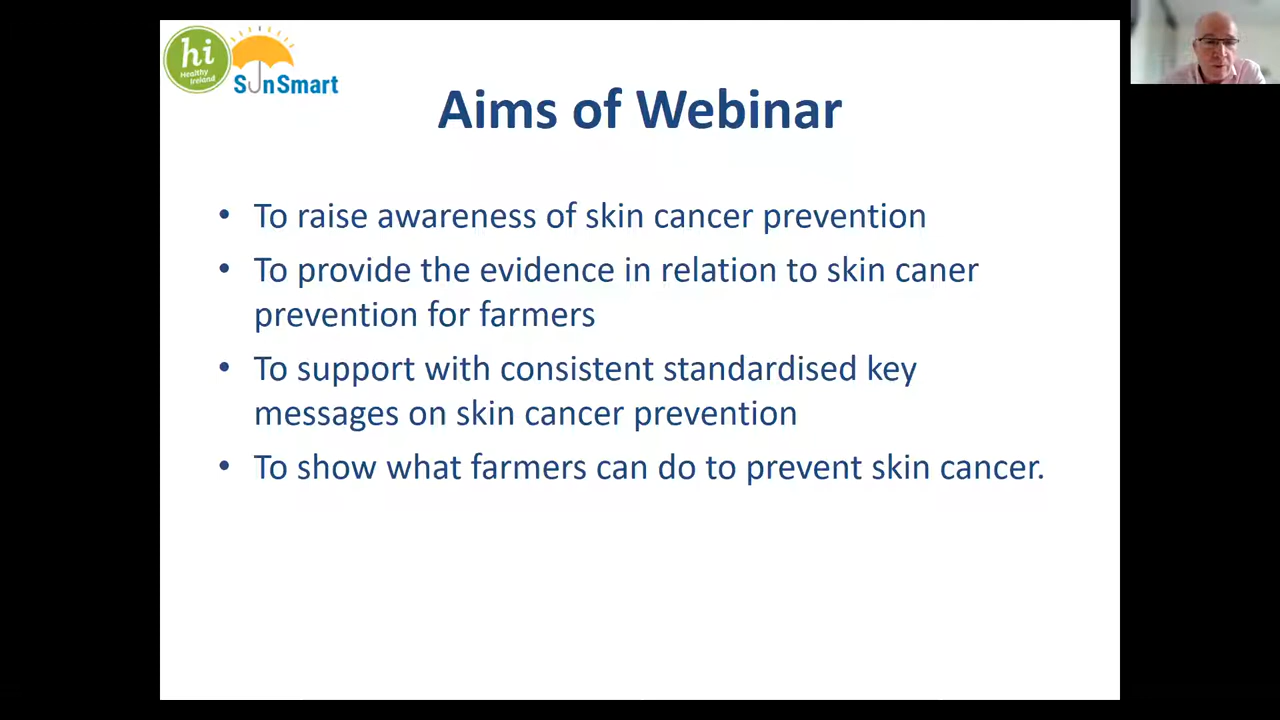 hi
Healthy
Ireland
SunSmart
Aims of Webinar
• To raise awareness of skin cancer prevention
• To provide the evidence in relation to skin caner
prevention for farmers
• To support with consistent standardised key
messages on skin cancer prevention
• To show what farmers can do to prevent skin cancer.